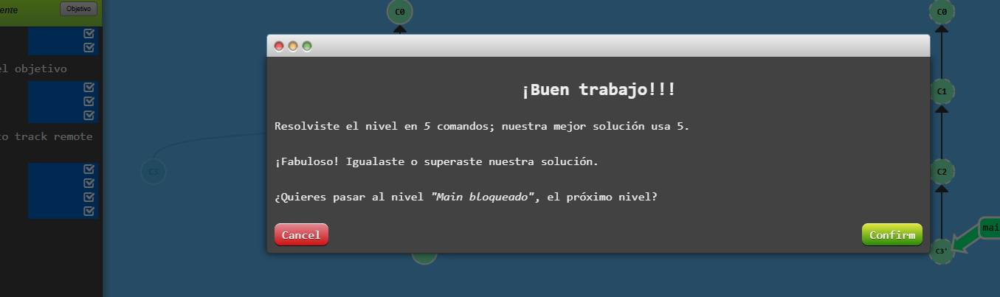 ente
Objetivo
C0
C0
el objetivo
C1
¡Buen trabajo!!!
Resolviste el nivel en 5 comandos; nuestra mejor solución usa 5.
to track remote
¡Fabuloso! Igualaste o superaste nuestra solución.
C3
C2
¿Quieres pasar al nivel "Main bloqueado", el próximo nivel?
Cancel
Confirm
mai
C3'